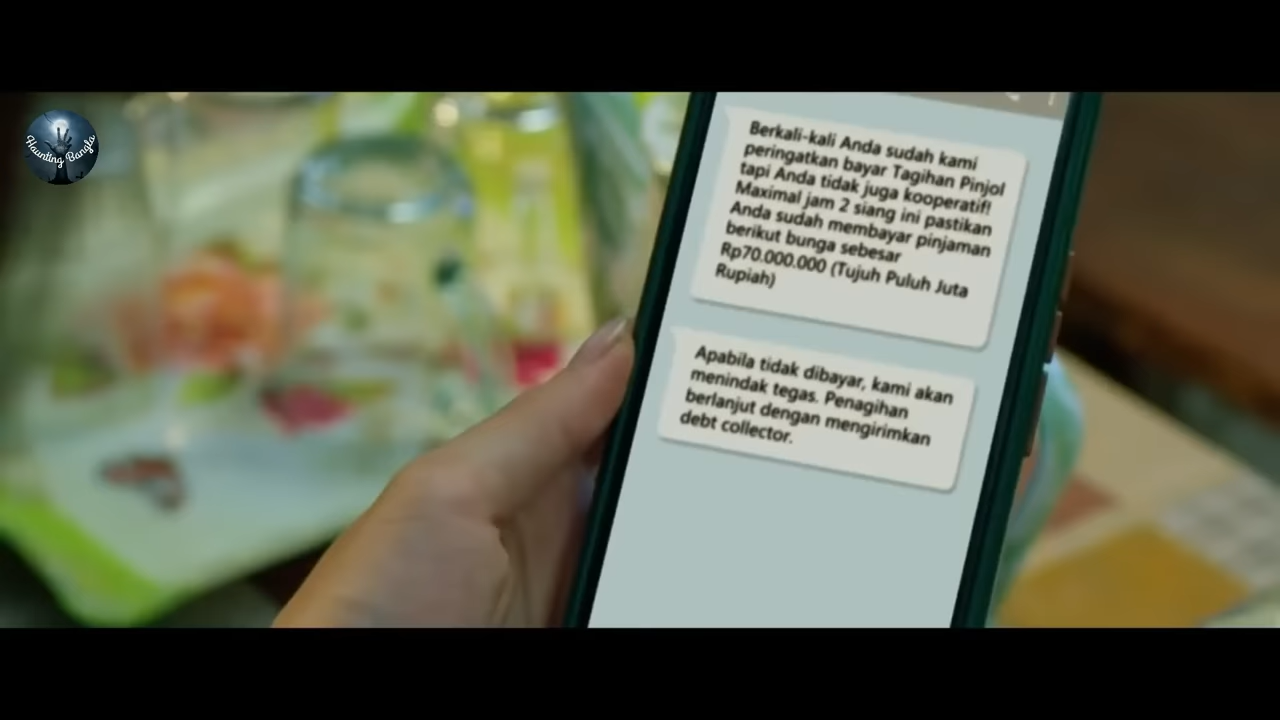 Haunting Bangla
Berkali-kali Anda sudah kami
peringatkan bayar Tagihan Pinjol
tapi Anda tidak juga kooperatif!
Maximal jam 2 siang ini pastikan
Anda sudah membayar pinjaman
berikut bunga sebesar
Rp70.000.000 (Tujuh Puluh Juta
Rupiah)
Apabila tidak dibayar, kami akan
menindak tegas. Penagihan
berlanjut dengan mengirimkan
debt collector.